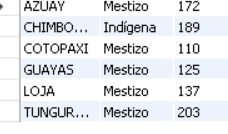 AZUAY Mestizo 172
CHIMBO... Indígena 189
COTOPAXI Mestizo 110
GUAYAS Mestizo 125
LOJA Mestizo 137
TUNGUR... Mestizo 203